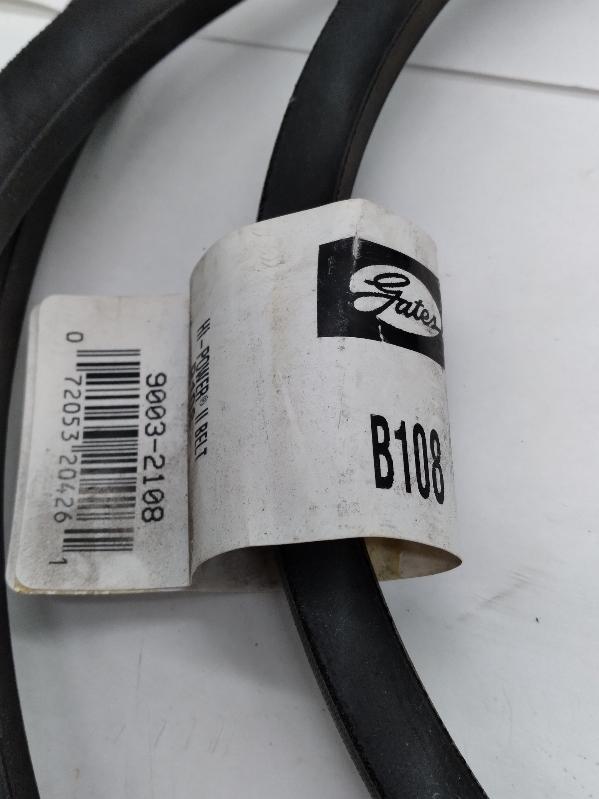 Gates
B108
HI-POWER® II BELT
9003-2108
0 72053 20426 1